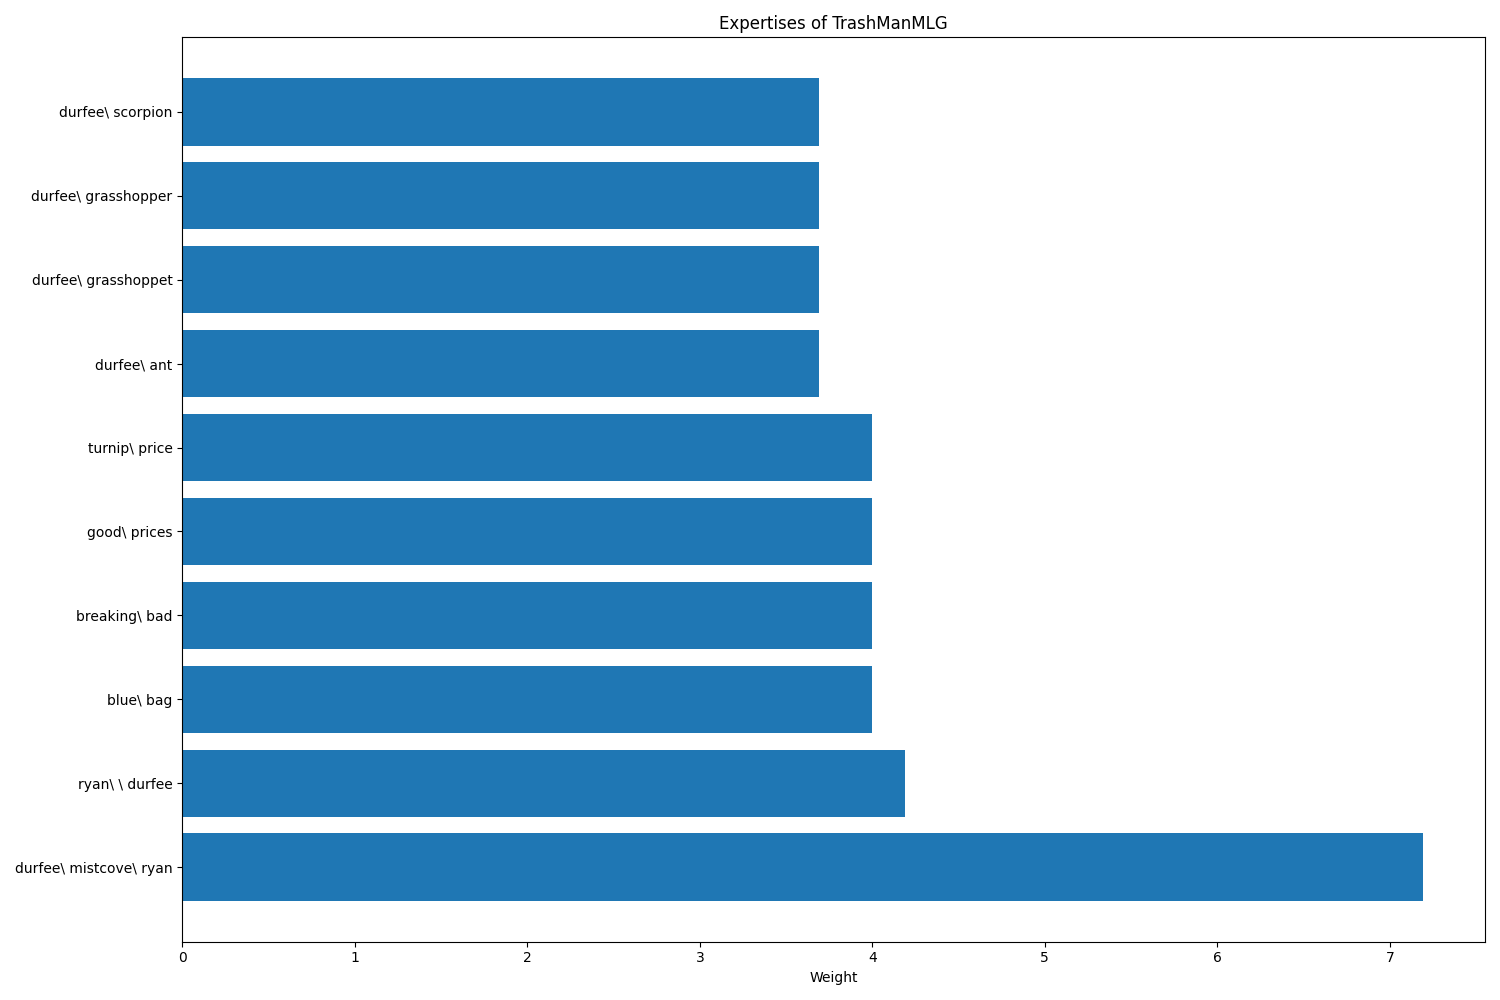 Expertises of TrashManMLG
durfee\ scorpion
durfee\ grasshopper
durfee\ grasshoppet
durfee\ ant
turnip\ price
good\ prices
breaking\ bad
blue\ bag
ryan\ \ durfee
durfee\ mistcove\ ryan
0 1 2 3 4 5 6 7
Weight